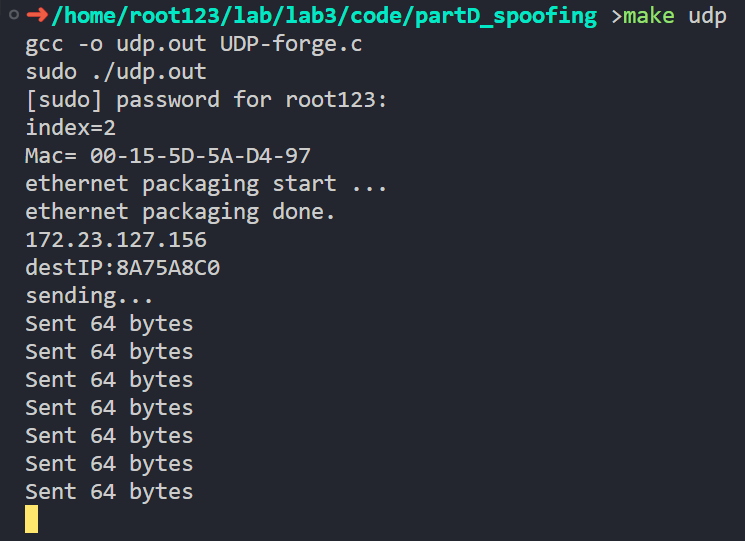 ○ ➜/home/root123/lab/lab3/code/partD_spoofing >make udp
gcc -o udp.out UDP-forge.c
sudo ./udp.out
[sudo] password for root123:
index=2
Mac= 00-15-5D-5A-D4-97
ethernet packaging start ...
ethernet packaging done.
172.23.127.156
destIP:8A75A8C0
sending...
Sent 64 bytes
Sent 64 bytes
Sent 64 bytes
Sent 64 bytes
Sent 64 bytes
Sent 64 bytes
Sent 64 bytes